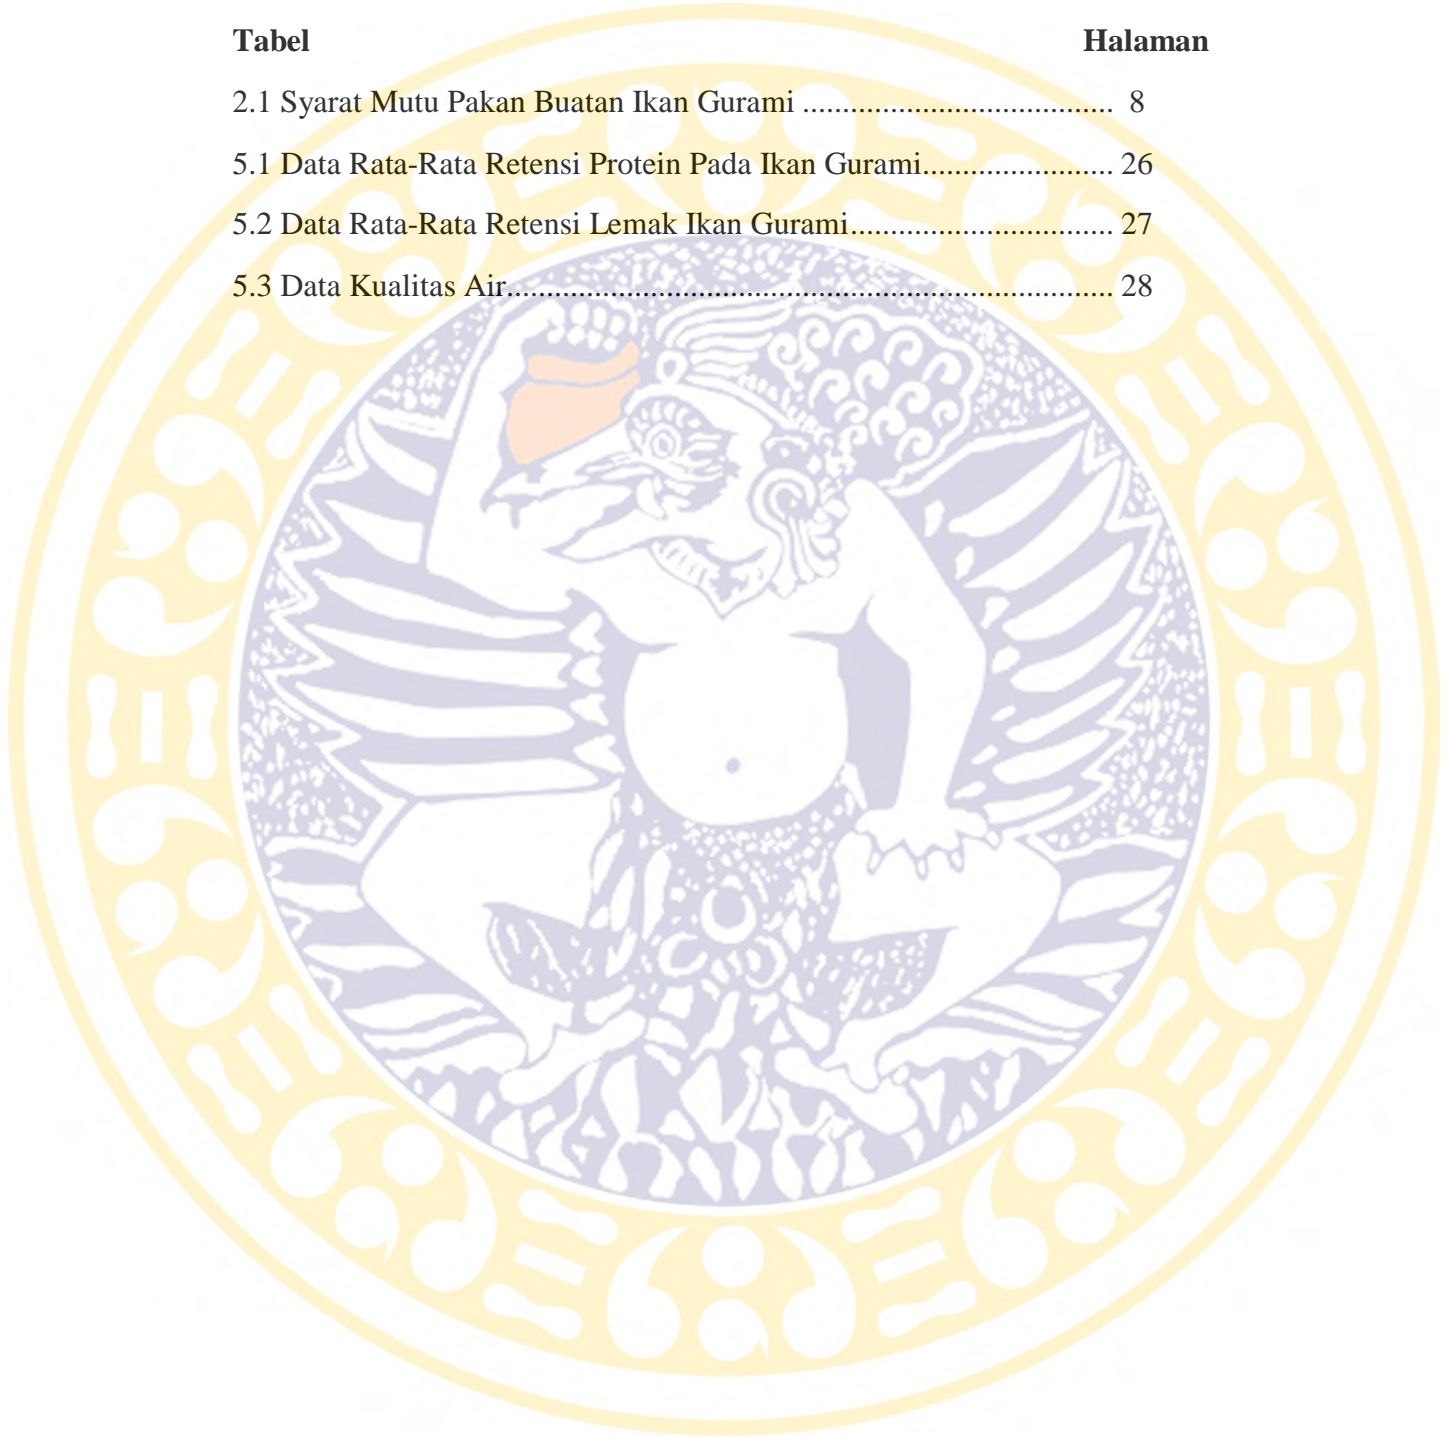 Tabel Halaman
2.1 Syarat Mutu Pakan Buatan Ikan Gurami ....................................... 8
5.1 Data Rata-Rata Retensi Protein Pada Ikan Gurami........................ 26
5.2 Data Rata-Rata Retensi Lemak Ikan Gurami................................. 27
5.3 Data Kualitas Air............................................................................ 28